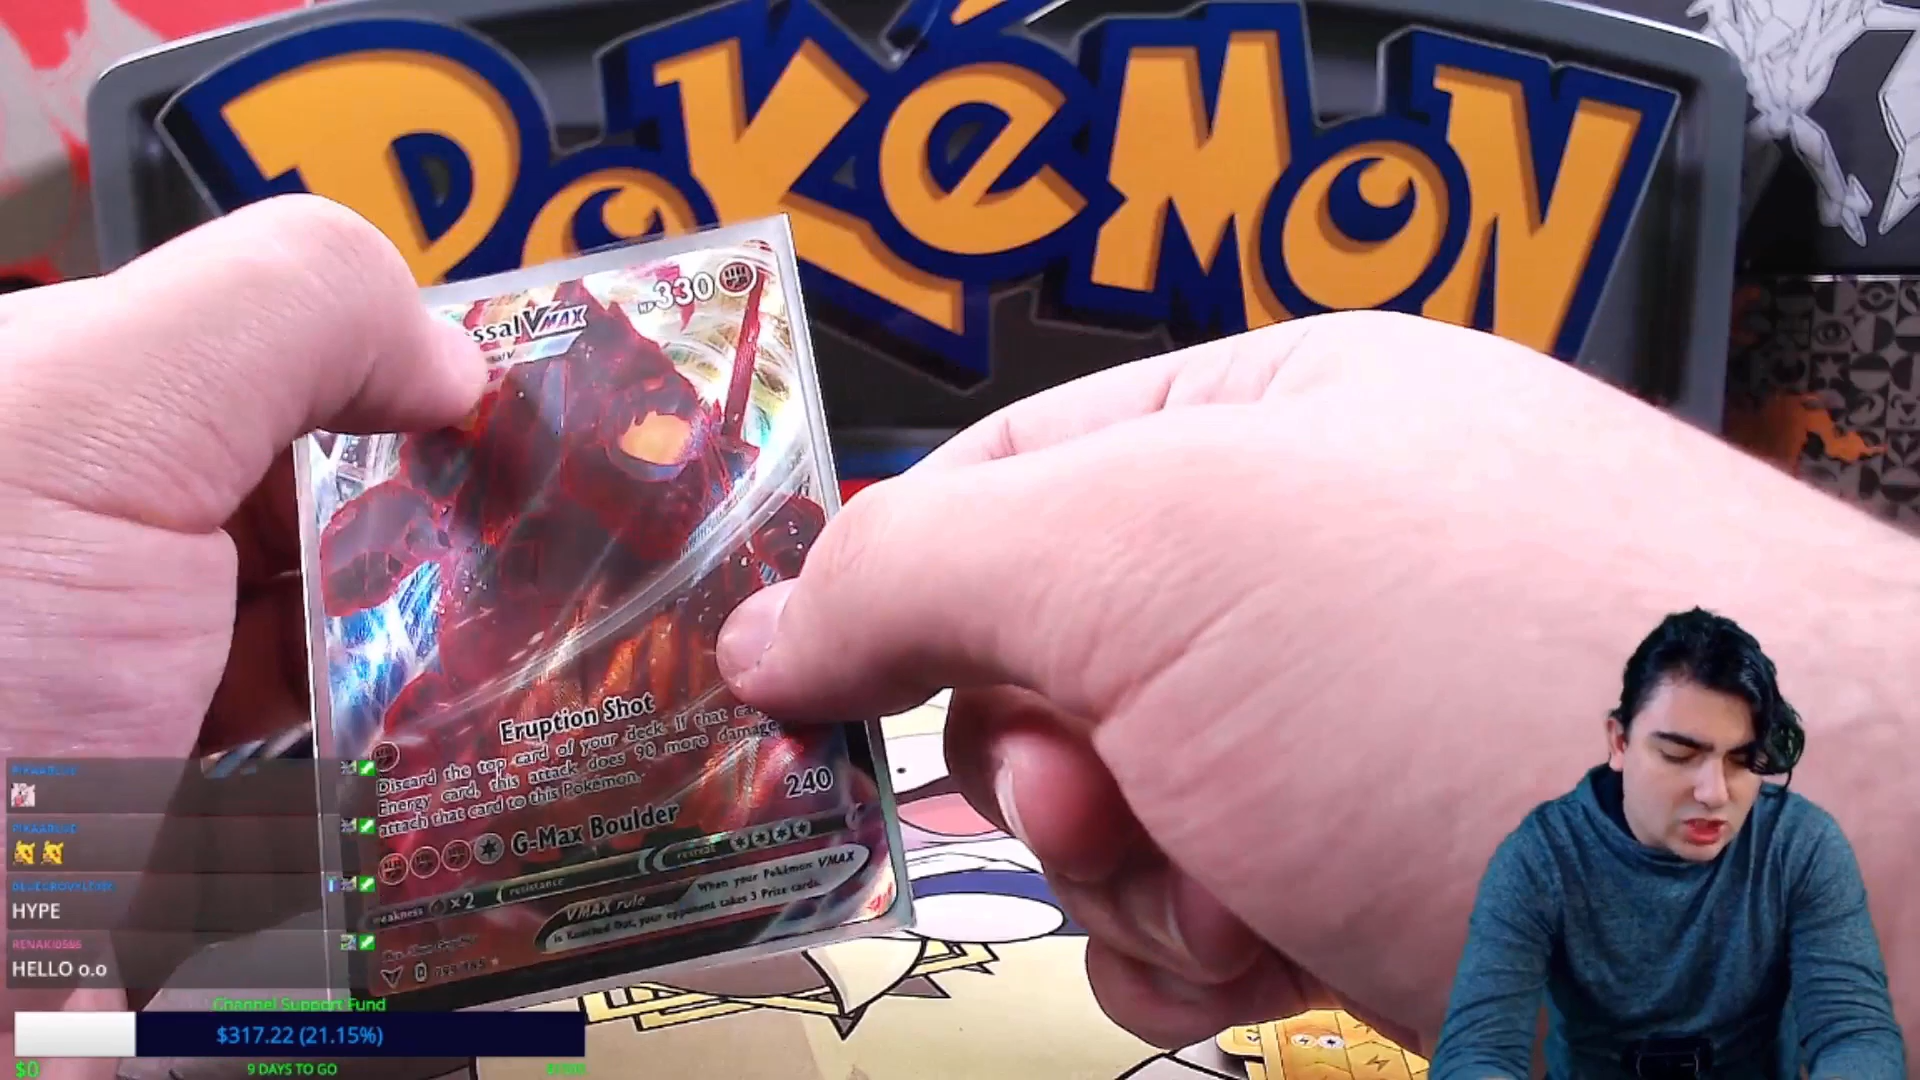 POKéMON
ssal VMAX
HP 330
Eruption Shot
Discard the top card of your deck. If that
Energy card, this attack does 90 more damage
attach that card to this Pokémon.
G-Max Boulder
240
weakness ×2
resistance
retreat
VMAX rule
When your Pokémon VMAX
is Knocked Out, your opponent takes 3 Prize cards.
HYPE
HELLO o.o
Channel Support Fund
$317.22 (21.15%)
$0
9 DAYS TO GO